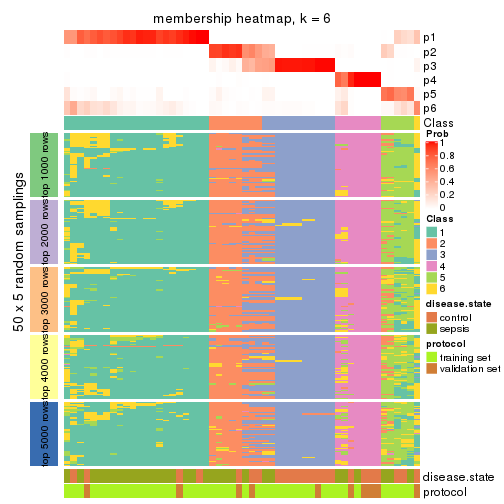 membership heatmap, k = 6
p1
p2
p3
p4
p5
p6
Class
50 x 5 random samplings
top 1000 rows
top 2000 rows
top 3000 rows
top 4000 rows
top 5000 rows
Prob
1
0.8
0.6
0.4
0.2
0
Class
1
2
3
4
5
6
disease.state
control
sepsis
protocol
training set
validation set
disease.state
protocol